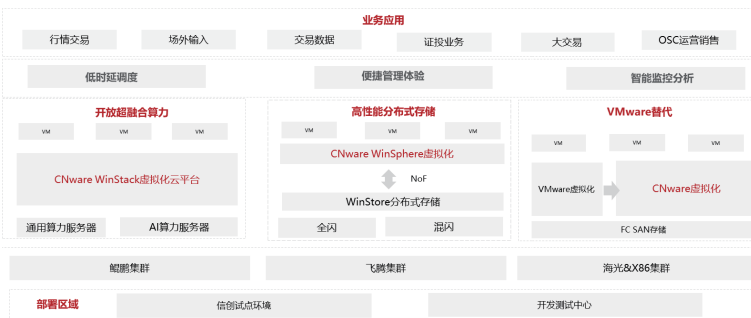 业务应用
行情交易
场外输入
交易数据
证投业务
大交易
OSC运营销售
低时延调度
便捷管理体验
智能监控分析
开放超融合算力
VM
VM
VM
CNware WinStack虚拟化云平台
通用算力服务器
AI算力服务器
高性能分布式存储
VM
VM
VM
CNware WinSphere虚拟化
NoF
WinStore分布式存储
全闪
混闪
VMware替代
VM
VM
VM
VMware虚拟化
CNware虚拟化
FC SAN存储
鲲鹏集群
飞腾集群
海光&X86集群
部署区域
信创试点环境
开发测试中心